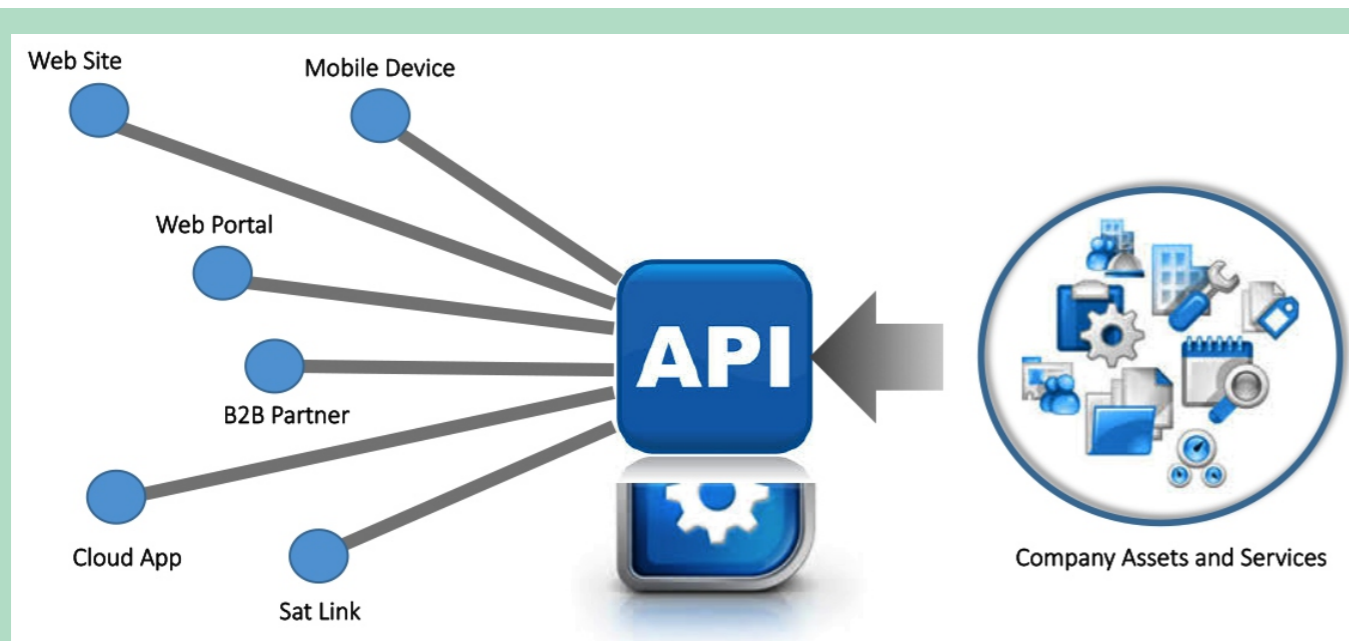 Web Site
Mobile Device
Web Portal
API
B2B Partner
Cloud App
Company Assets and Services
Sat Link